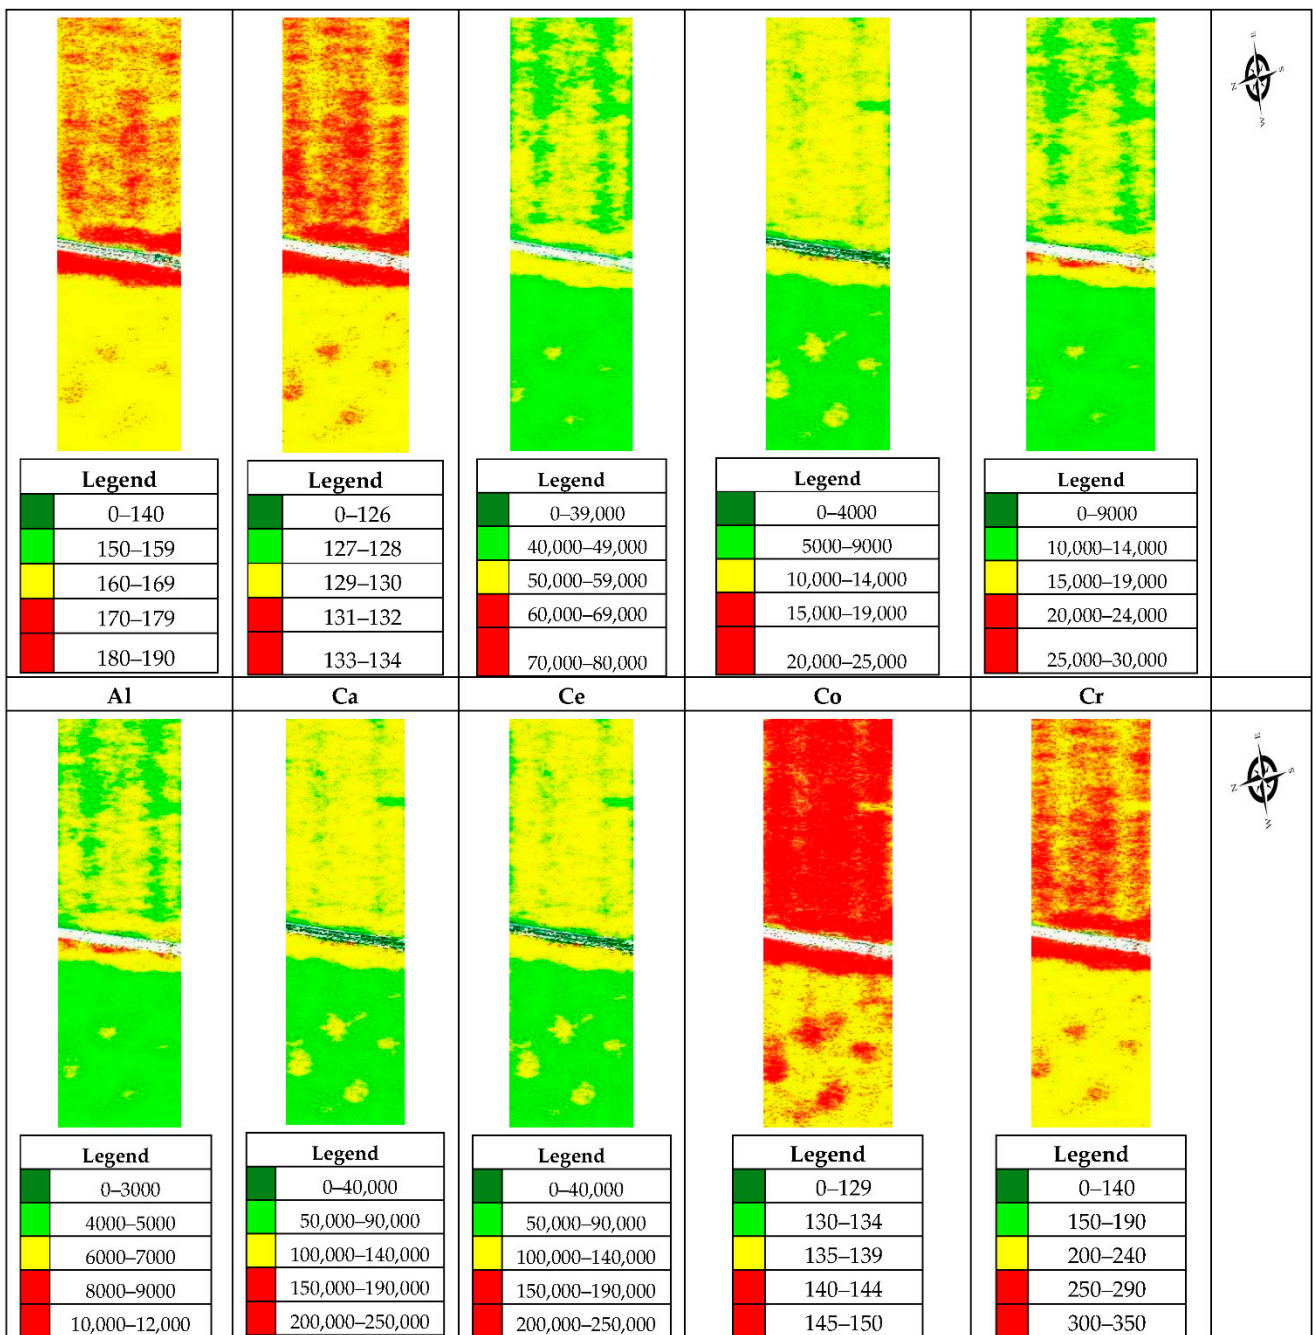 E
N
S
W
Legend
0–140
150–159
160–169
170–179
180–190
Legend
0–126
127–128
129–130
131–132
133–134
Legend
0–39,000
40,000–49,000
50,000–59,000
60,000–69,000
70,000–80,000
Legend
0–4000
5000–9000
10,000–14,000
15,000–19,000
20,000–25,000
Legend
0–9000
10,000–14,000
15,000–19,000
20,000–24,000
25,000–30,000
Al
Ca
Ce
Co
Cr
E
N
S
W
Legend
0–3000
4000–5000
6000–7000
8000–9000
10,000–12,000
Legend
0–40,000
50,000–90,000
100,000–140,000
150,000–190,000
200,000–250,000
Legend
0–40,000
50,000–90,000
100,000–140,000
150,000–190,000
200,000–250,000
Legend
0–129
130–134
135–139
140–144
145–150
Legend
0–140
150–190
200–240
250–290
300–350